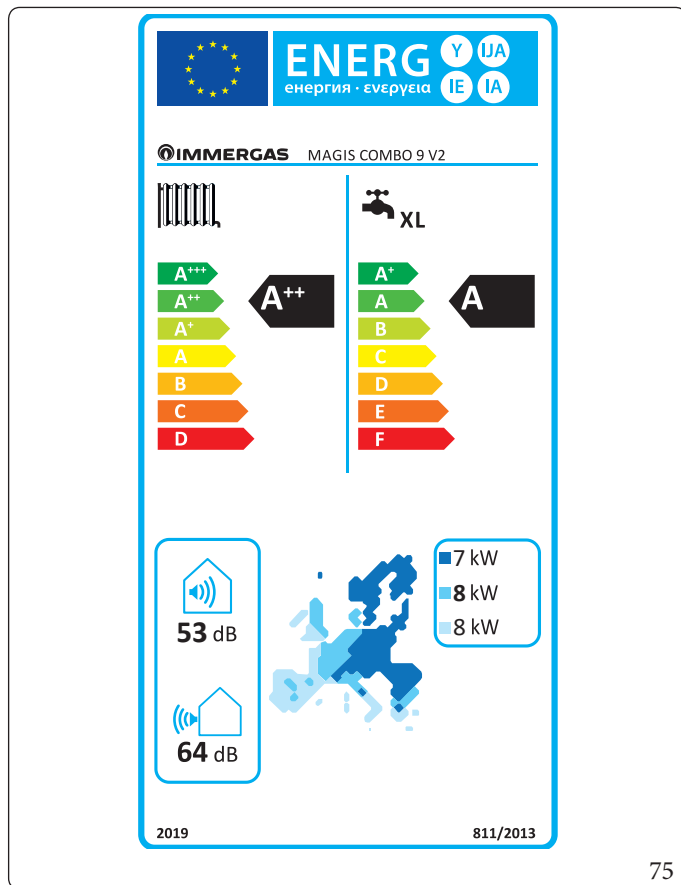 ENERG Y IJA
енергия · ενεργεια IE IA
IMMERGAS MAGIS COMBO 9 V2
XL
A+++ A+
A++ A++ A A
A+ B
A C
B D
C E
D F
7 kW
8 kW
53 dB 8 kW
64 dB
2019 811/2013
75